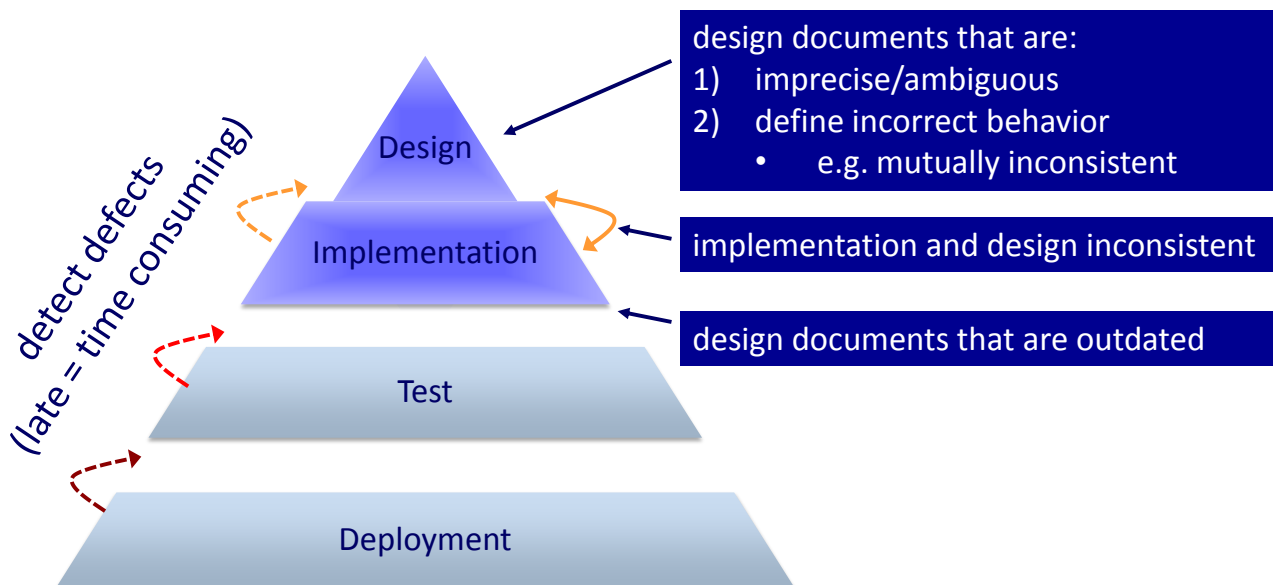 design documents that are:
1) imprecise/ambiguous
2) define incorrect behavior
• e.g. mutually inconsistent
Design
detect defects
(late = time consuming)
Implementation
implementation and design inconsistent
design documents that are outdated
Test
Deployment